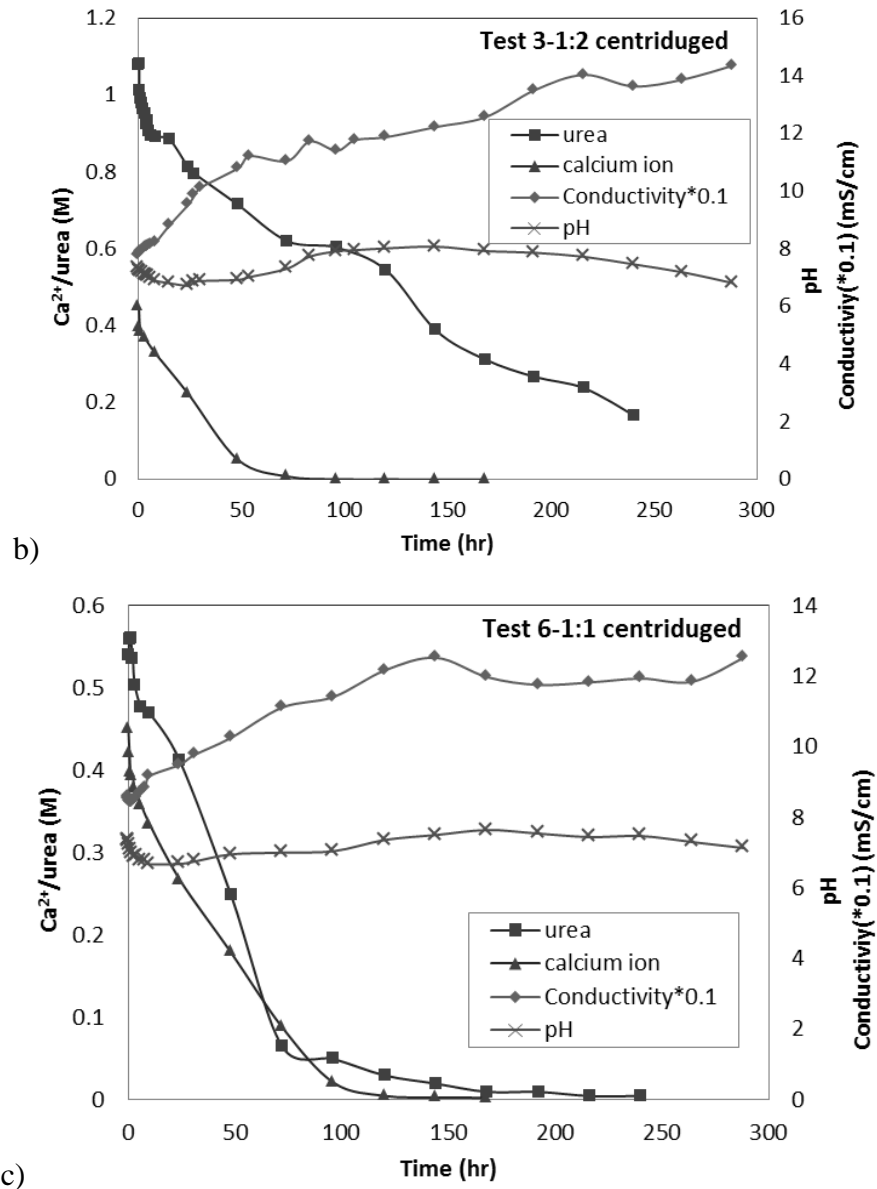 Test 3-1:2 centriduged
1.2
1
0.8
0.6
0.4
0.2
0
Ca²⁺/urea (M)
16
14
12
10
8
6
4
2
0
pH
Conductiviy(*0.1) (mS/cm)
urea
calcium ion
Conductivity*0.1
pH
0 50 100 150 200 250 300
Time (hr)
b)
Test 6-1:1 centriduged
0.6
0.5
0.4
0.3
0.2
0.1
0
Ca²⁺/urea (M)
14
12
10
8
6
4
2
0
pH
Conductiviy(*0.1) (mS/cm)
urea
calcium ion
Conductivity*0.1
pH
0 50 100 150 200 250 300
Time (hr)
c)